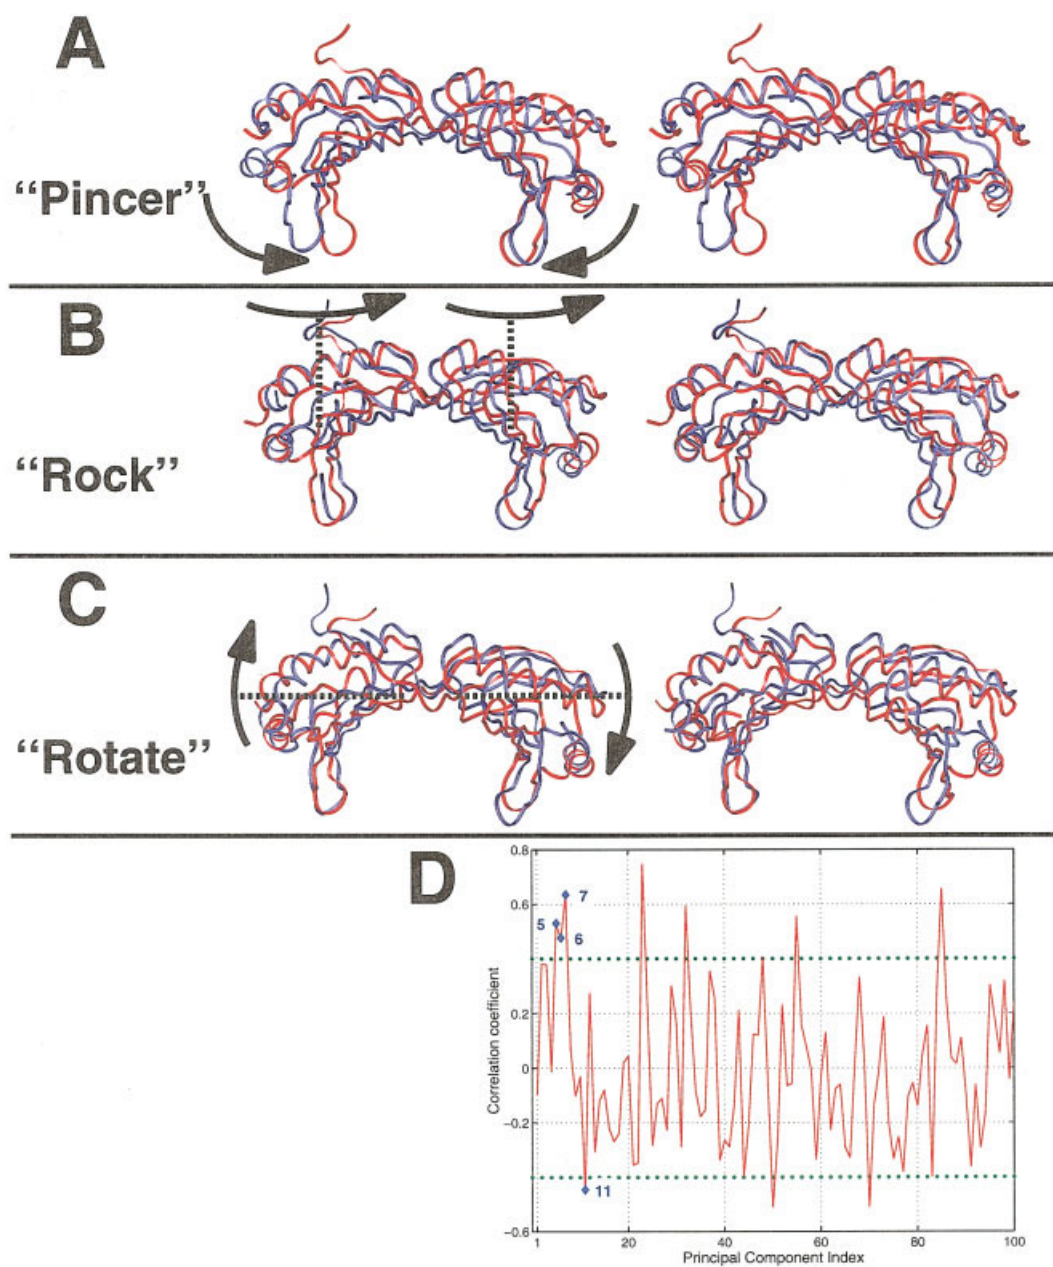 A
“Pincer”
B
“Rock”
C
“Rotate”
D
0.8
0.6
0.2
0
−0.2
−0.6
Correlation coefficient
5
7
6
11
1
20
40
60
80
100
Principal Component Index